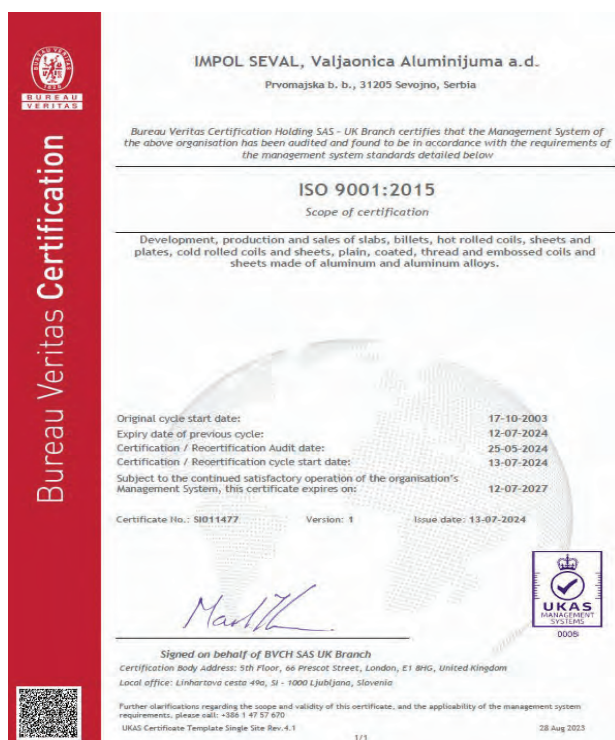 IMPOL SEVAL, Valjaonica Aluminijuma a.d.
Prvomajska b. b., 31205 Sevojno, Serbia
BUREAU
VERITAS
Bureau Veritas Certification
Bureau Veritas Certification Holding SAS - UK Branch certifies that the Management System of
the above organisation has been audited and found to be in accordance with the requirements of
the management system standards detailed below
ISO 9001:2015
Scope of certification
Development, production and sales of slabs, billets, hot rolled coils, sheets and
plates, cold rolled coils and sheets, plain, coated, thread and embossed coils and
sheets made of aluminum and aluminum alloys.
Original cycle start date: 17-10-2003
Expiry date of previous cycle: 12-07-2024
Certification / Recertification Audit date: 25-05-2024
Certification / Recertification cycle start date: 13-07-2024
Subject to the continued satisfactory operation of the organisation's
Management System, this certificate expires on: 12-07-2027
Certificate No.: SI011477 Version: 1 Issue date: 13-07-2024
UKAS
MANAGEMENT
SYSTEMS
0008
Signed on behalf of BVCH SAS UK Branch
Certification Body Address: 5th Floor, 66 Prescot Street, London, E1 8HG, United Kingdom
Local office: Linhartova cesta 49a, SI - 1000 Ljubljana, Slovenia
Further clarifications regarding the scope and validity of this certificate, and the applicability of the management system
requirements, please call: +386 1 47 57 670
UKAS Certificate Template Single Site Rev.4.1 28 Aug 2023
1/1